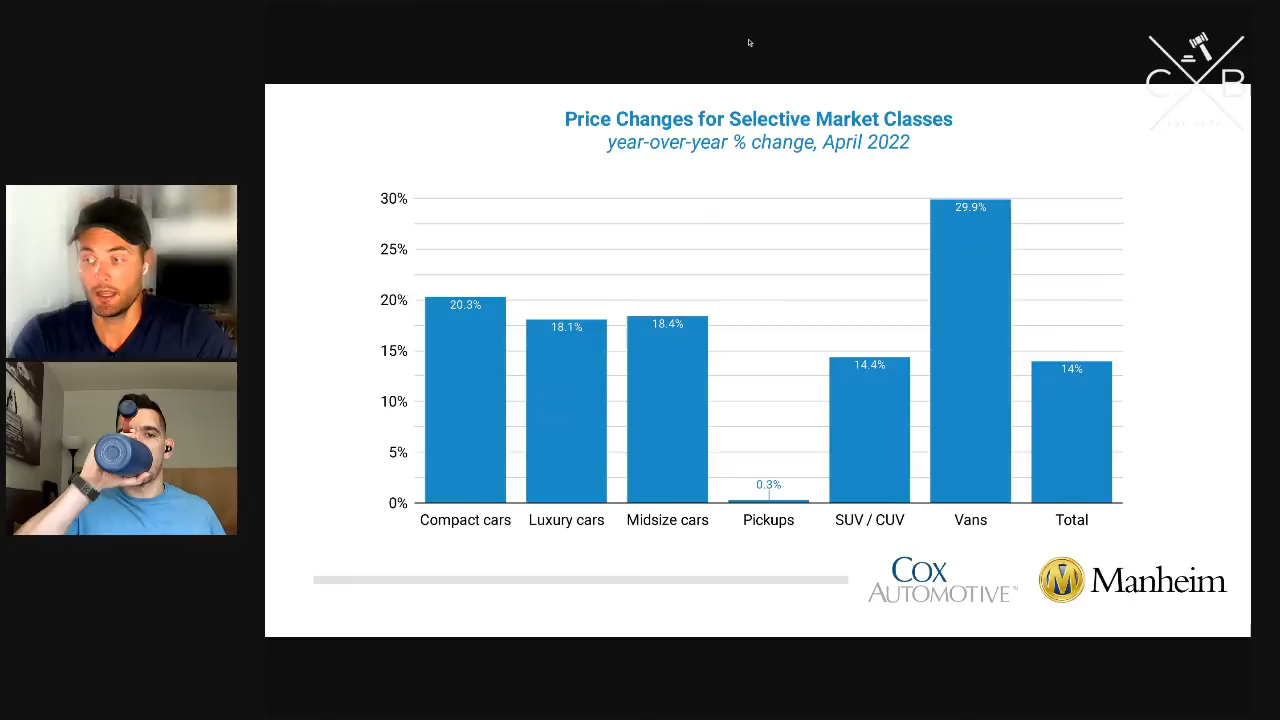 C B
Price Changes for Selective Market Classes
year-over-year % change, April 2022
30%
25%
20%
15%
10%
5%
0%
20.3%
18.1%
18.4%
0.3%
14.4%
29.9%
14%
Compact cars
Luxury cars
Midsize cars
Pickups
SUV / CUV
Vans
Total
COX
AUTOMOTIVE™
M
Manheim